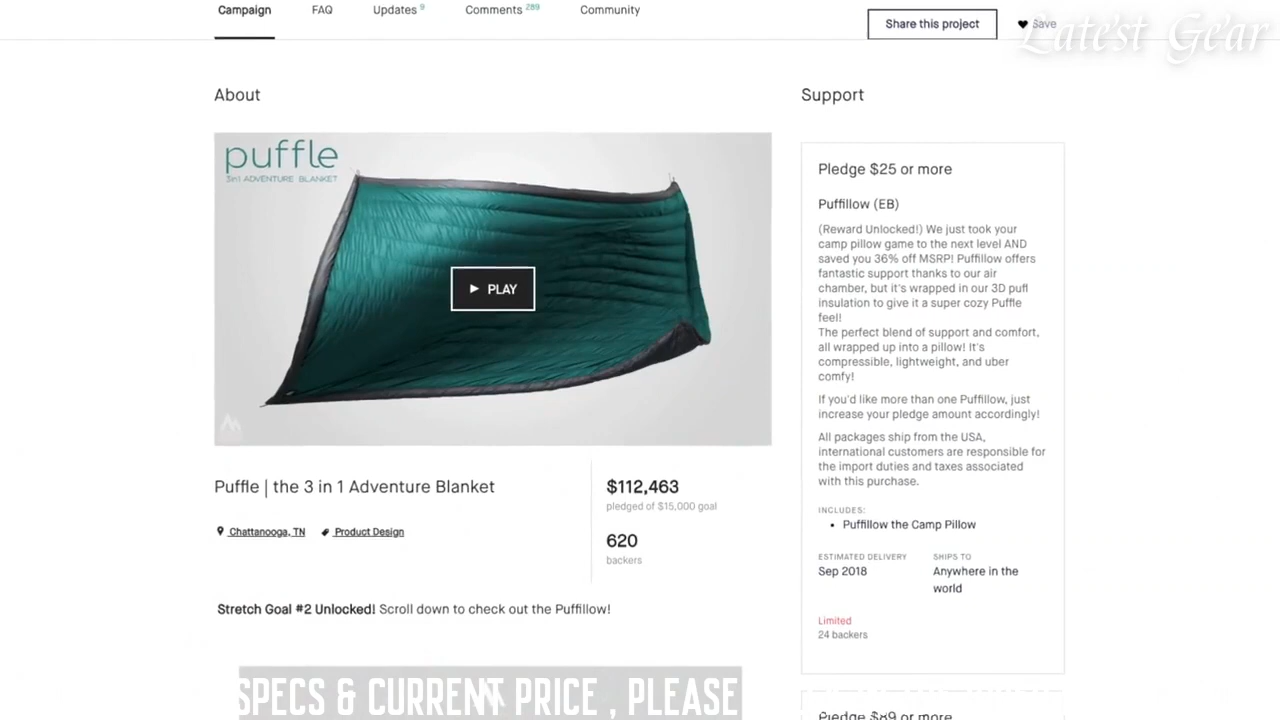 Campaign
FAQ
Updates 9
Comments 289
Community
Share this project
Save
Latest Gear
About
Support
puffle
3in1 ADVENTURE BLANKET
PLAY
Puffle | the 3 in 1 Adventure Blanket
Chattanooga, TN
Product Design
$112,463
pledged of $15,000 goal
620
backers
Stretch Goal #2 Unlocked! Scroll down to check out the Puffillow!
Pledge $25 or more
Puffillow (EB)
(Reward Unlocked!) We just took your
camp pillow game to the next level AND
saved you 36% off MSRP! Puffillow offers
fantastic support thanks to our air
chamber, but it's wrapped in our 3D puff
insulation to give it a super cozy Puffle
feel!
The perfect blend of support and comfort,
all wrapped up into a pillow! It's
compressible, lightweight, and uber
comfy!
If you'd like more than one Puffillow, just
increase your pledge amount accordingly!
All packages ship from the USA,
international customers are responsible for
the import duties and taxes associated
with this purchase.
INCLUDES:
• Puffillow the Camp Pillow
ESTIMATED DELIVERY
Sep 2018
SHIPS TO
Anywhere in the
world
Limited
24 backers
Pledge $89 or more
SPECS & CURRENT PRICE , PLEASE